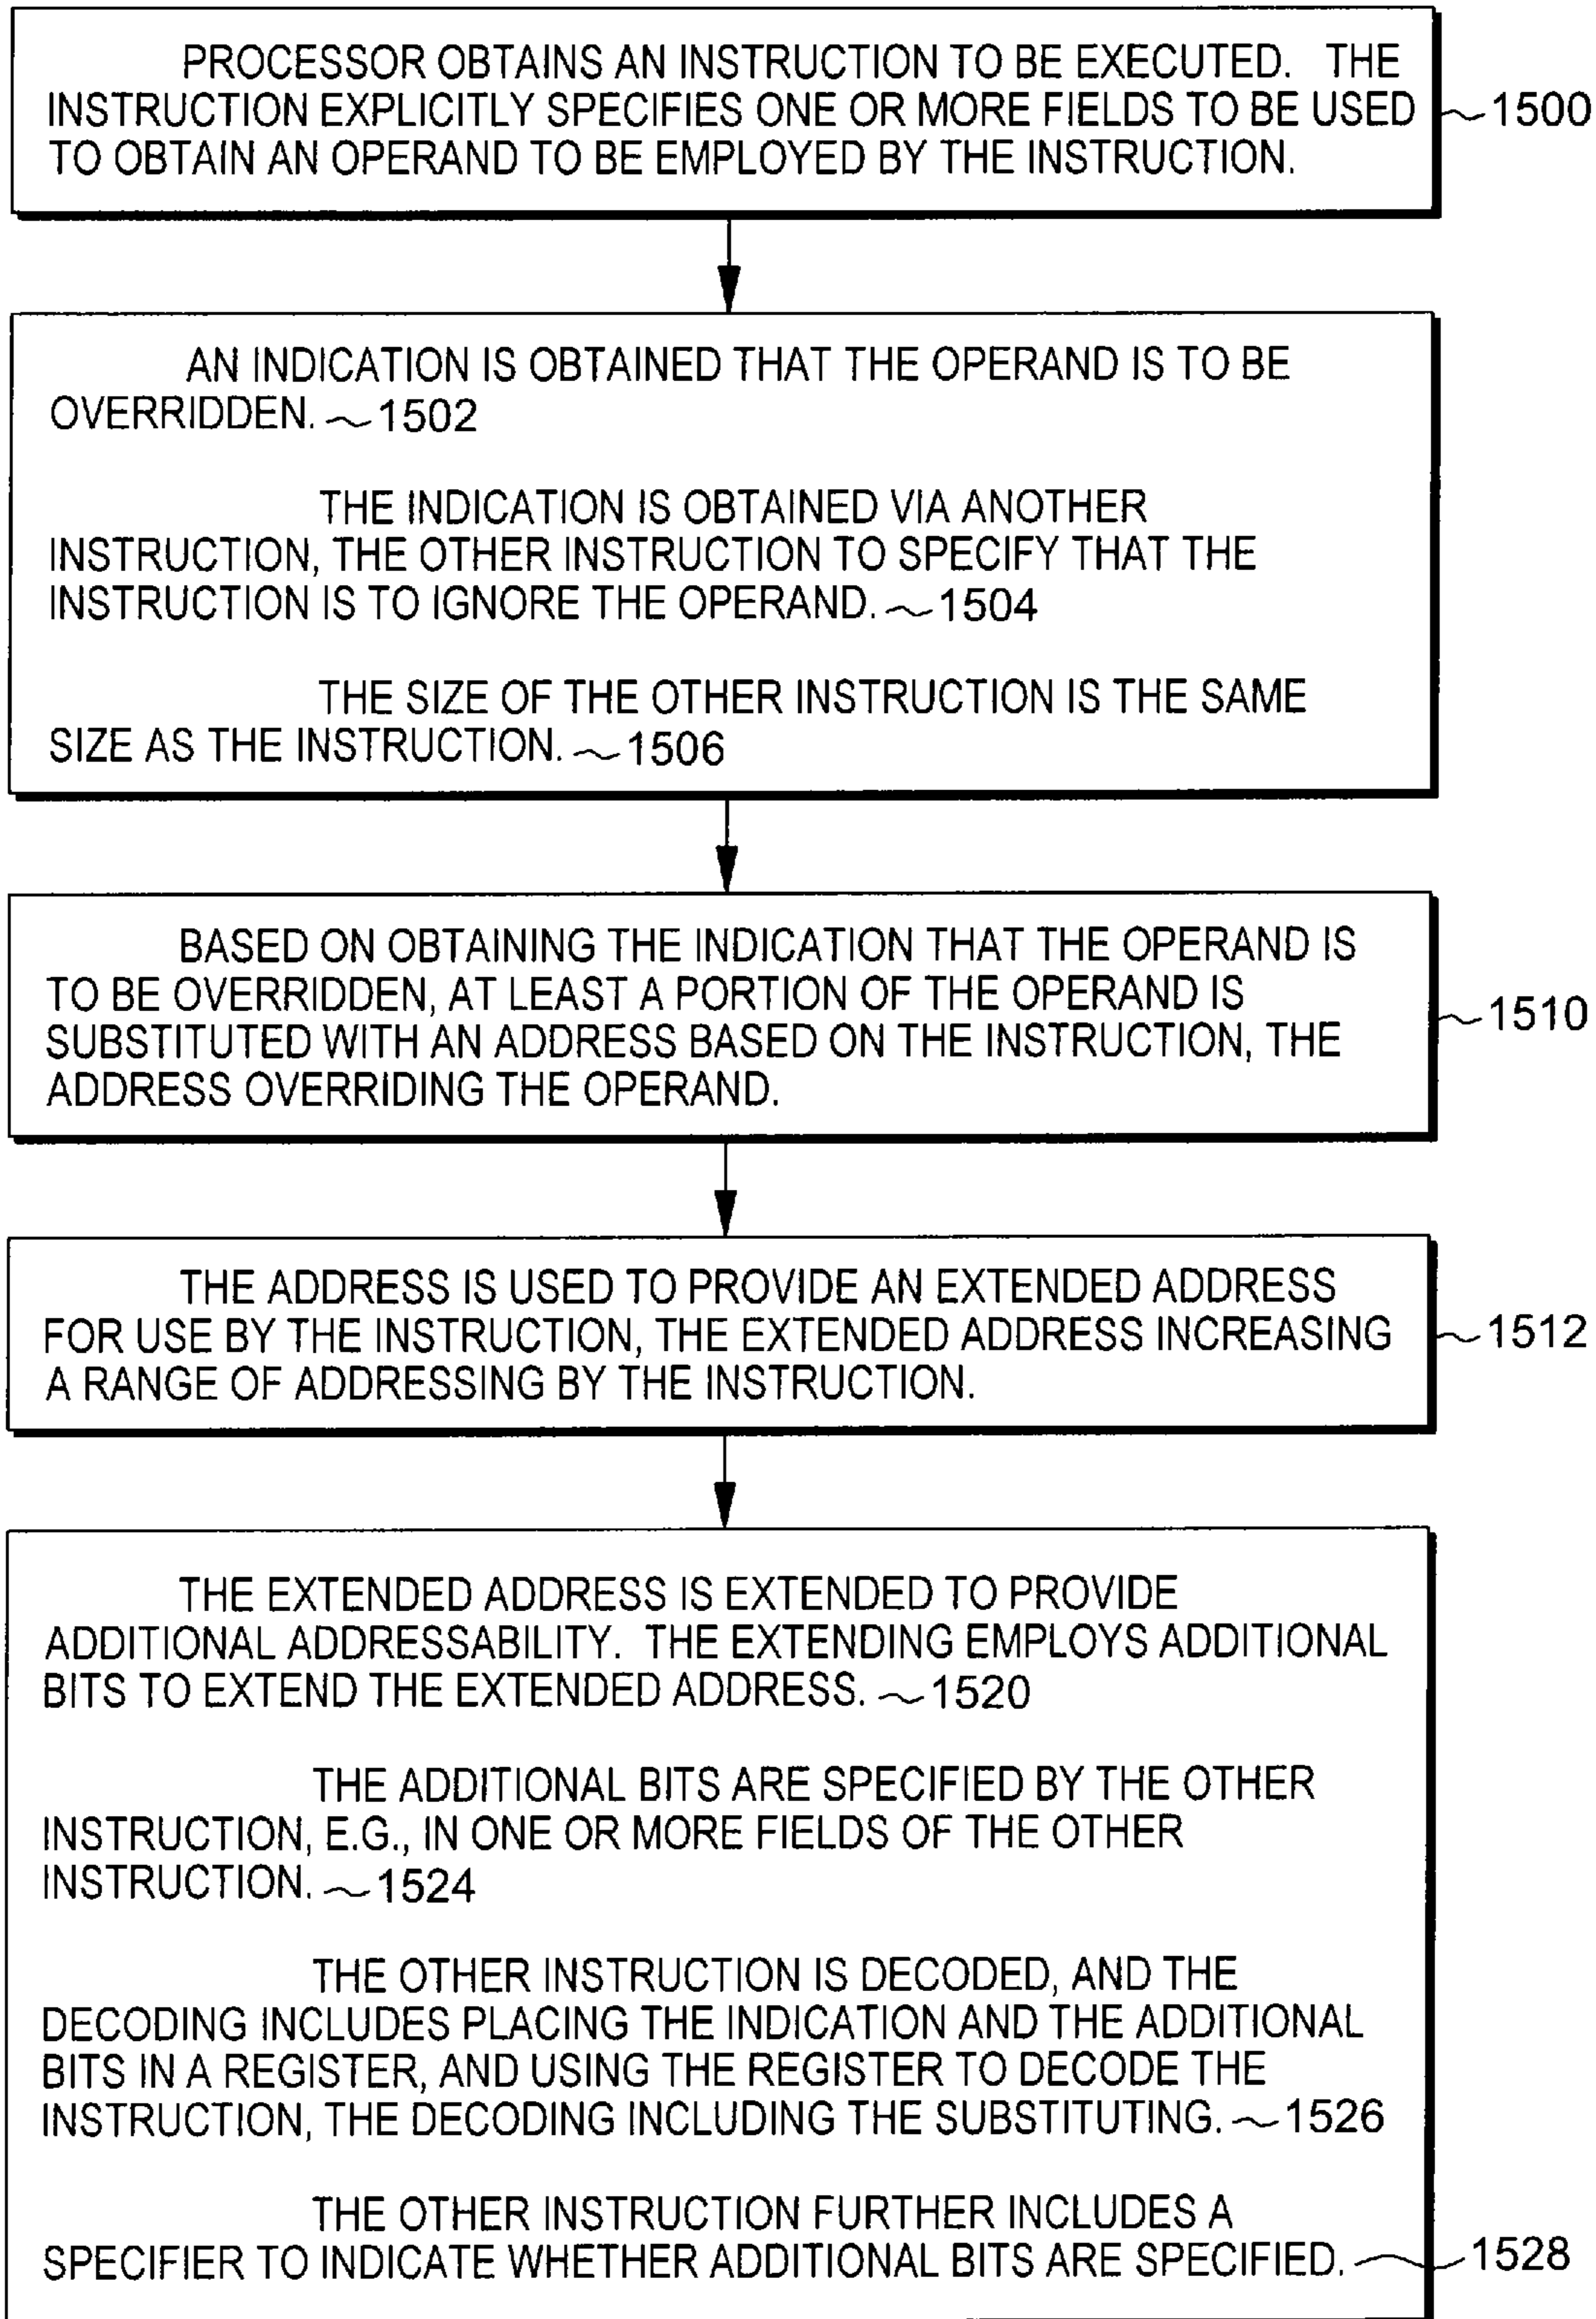 PROCESSOR OBTAINS AN INSTRUCTION TO BE EXECUTED. THE
INSTRUCTION EXPLICITLY SPECIFIES ONE OR MORE FIELDS TO BE USED
TO OBTAIN AN OPERAND TO BE EMPLOYED BY THE INSTRUCTION.
1500
AN INDICATION IS OBTAINED THAT THE OPERAND IS TO BE
OVERRIDDEN. ~1502
THE INDICATION IS OBTAINED VIA ANOTHER
INSTRUCTION, THE OTHER INSTRUCTION TO SPECIFY THAT THE
INSTRUCTION IS TO IGNORE THE OPERAND. ~1504
THE SIZE OF THE OTHER INSTRUCTION IS THE SAME
SIZE AS THE INSTRUCTION. ~1506
BASED ON OBTAINING THE INDICATION THAT THE OPERAND IS
TO BE OVERRIDDEN, AT LEAST A PORTION OF THE OPERAND IS
SUBSTITUTED WITH AN ADDRESS BASED ON THE INSTRUCTION, THE
ADDRESS OVERRIDING THE OPERAND.
1510
THE ADDRESS IS USED TO PROVIDE AN EXTENDED ADDRESS
FOR USE BY THE INSTRUCTION, THE EXTENDED ADDRESS INCREASING
A RANGE OF ADDRESSING BY THE INSTRUCTION.
1512
THE EXTENDED ADDRESS IS EXTENDED TO PROVIDE
ADDITIONAL ADDRESSABILITY. THE EXTENDING EMPLOYS ADDITIONAL
BITS TO EXTEND THE EXTENDED ADDRESS. ~1520
THE ADDITIONAL BITS ARE SPECIFIED BY THE OTHER
INSTRUCTION, E.G., IN ONE OR MORE FIELDS OF THE OTHER
INSTRUCTION. ~1524
THE OTHER INSTRUCTION IS DECODED, AND THE
DECODING INCLUDES PLACING THE INDICATION AND THE ADDITIONAL
BITS IN A REGISTER, AND USING THE REGISTER TO DECODE THE
INSTRUCTION, THE DECODING INCLUDING THE SUBSTITUTING. ~1526
THE OTHER INSTRUCTION FURTHER INCLUDES A
SPECIFIER TO INDICATE WHETHER ADDITIONAL BITS ARE SPECIFIED. ~1528